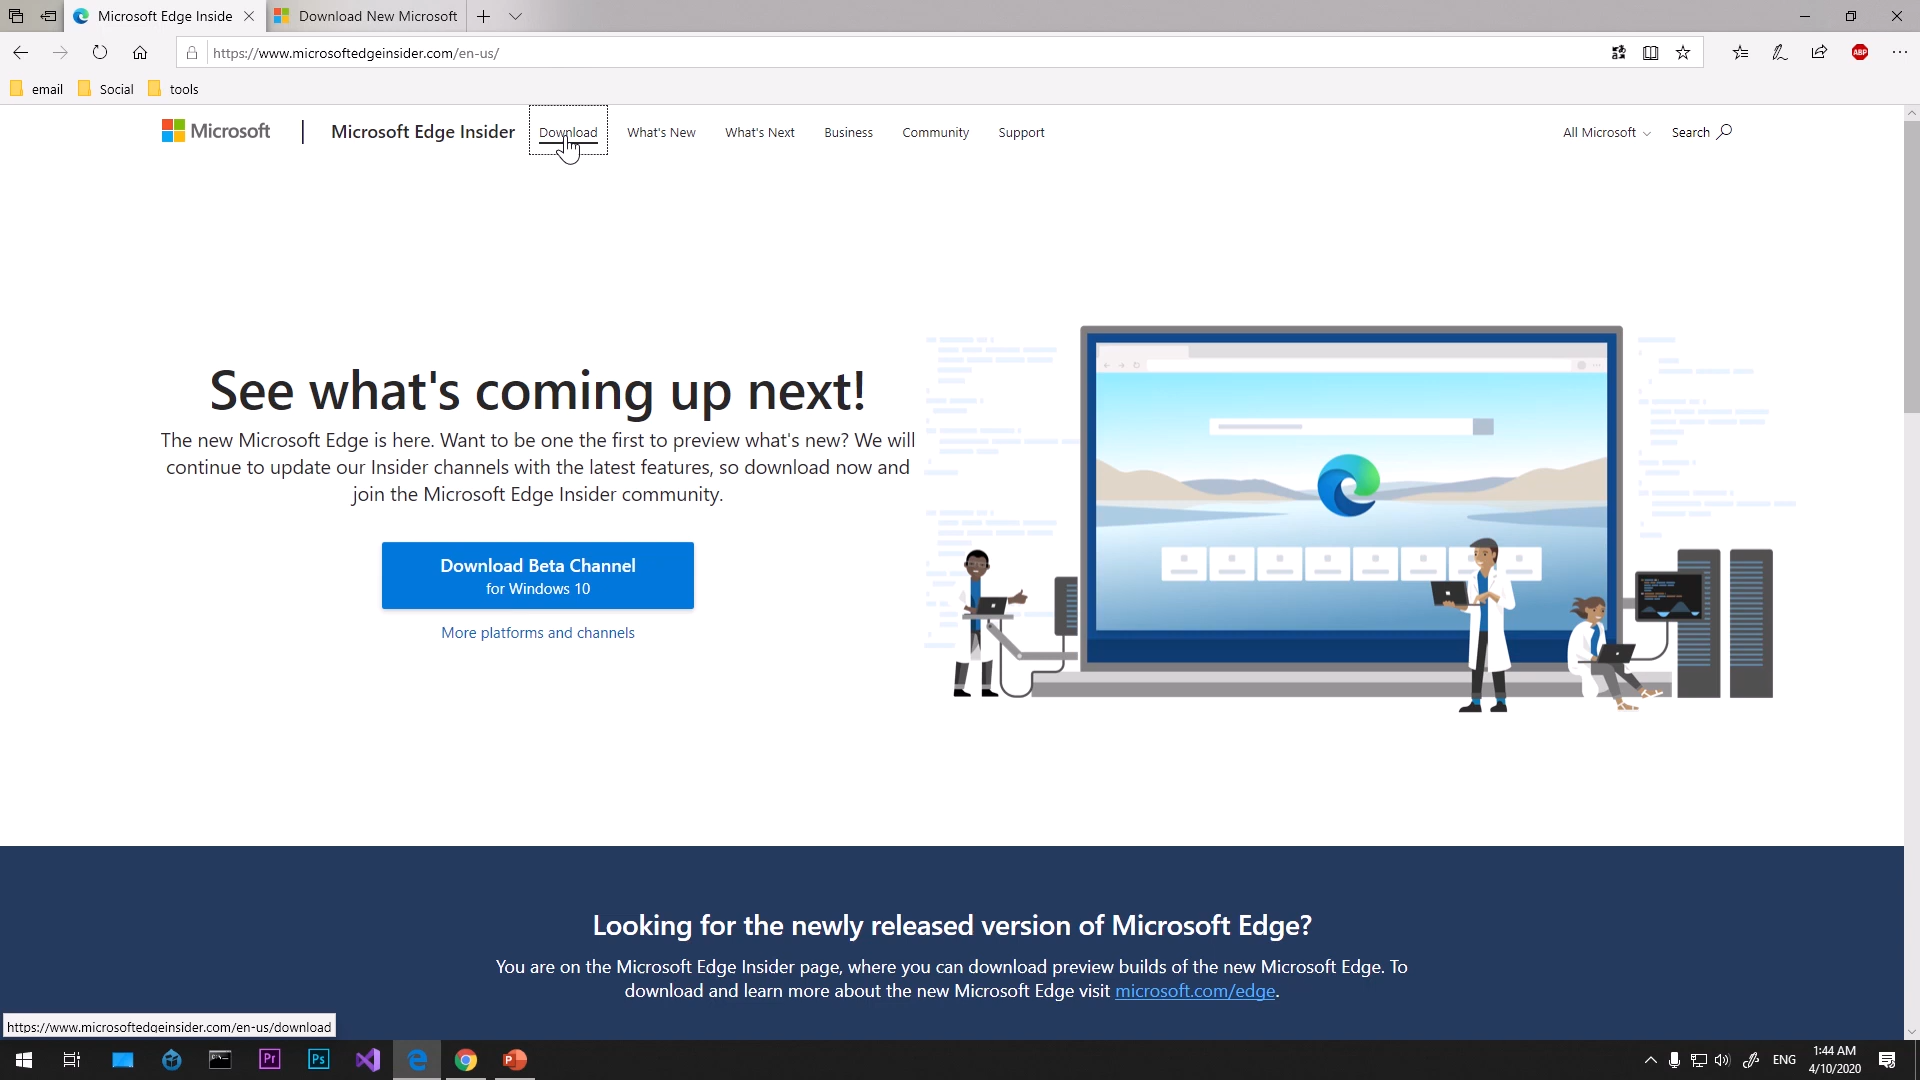 Microsoft Edge Inside
Download New Microsoft
https://www.microsoftedgeinsider.com/en-us/
ABP
email
Social
tools
Microsoft
Microsoft Edge Insider
Download
What's New
What's Next
Business
Community
Support
All Microsoft
Search
See what's coming up next!
The new Microsoft Edge is here. Want to be one the first to preview what's new? We will
continue to update our Insider channels with the latest features, so download now and
join the Microsoft Edge Insider community.
Download Beta Channel
for Windows 10
More platforms and channels
Looking for the newly released version of Microsoft Edge?
You are on the Microsoft Edge Insider page, where you can download preview builds of the new Microsoft Edge. To
download and learn more about the new Microsoft Edge visit microsoft.com/edge.
https://www.microsoftedgeinsider.com/en-us/download
Pr
Ps
ENG
1:44 AM
4/10/2020